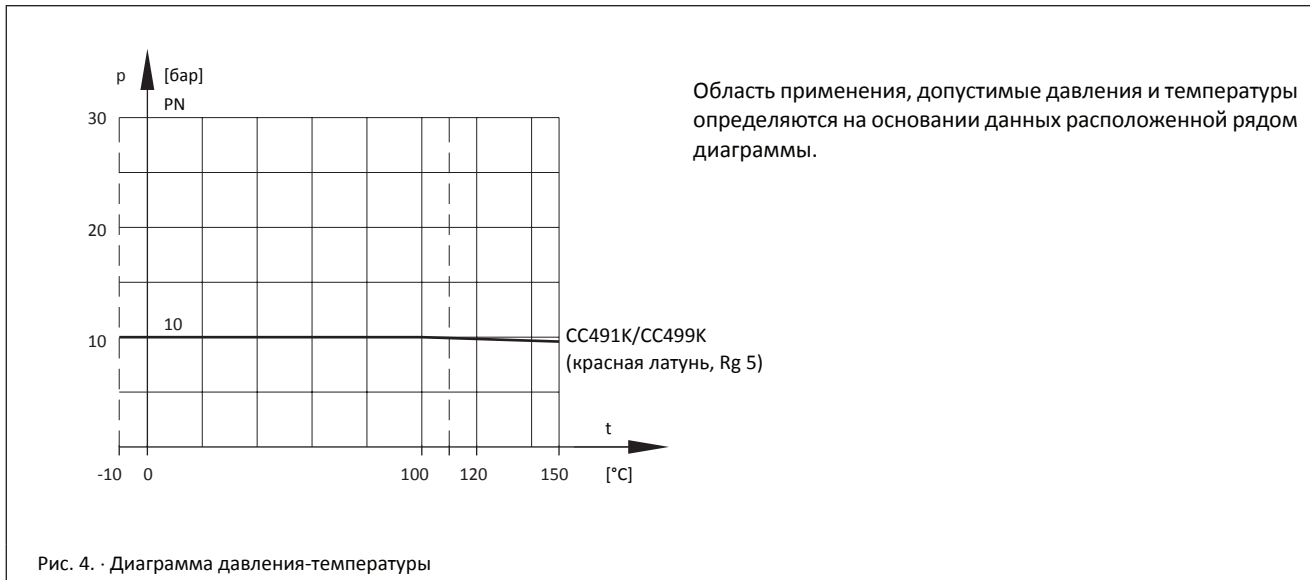 p
[бар]
PN
30
20
10
10
CC491K/CC499K
(красная латунь, Rg 5)
t
-10 0 100 120 150 [°C]
Область применения, допустимые давления и температуры
определяются на основании данных расположенной рядом
диаграммы.
Рис. 4. · Диаграмма давления-температуры